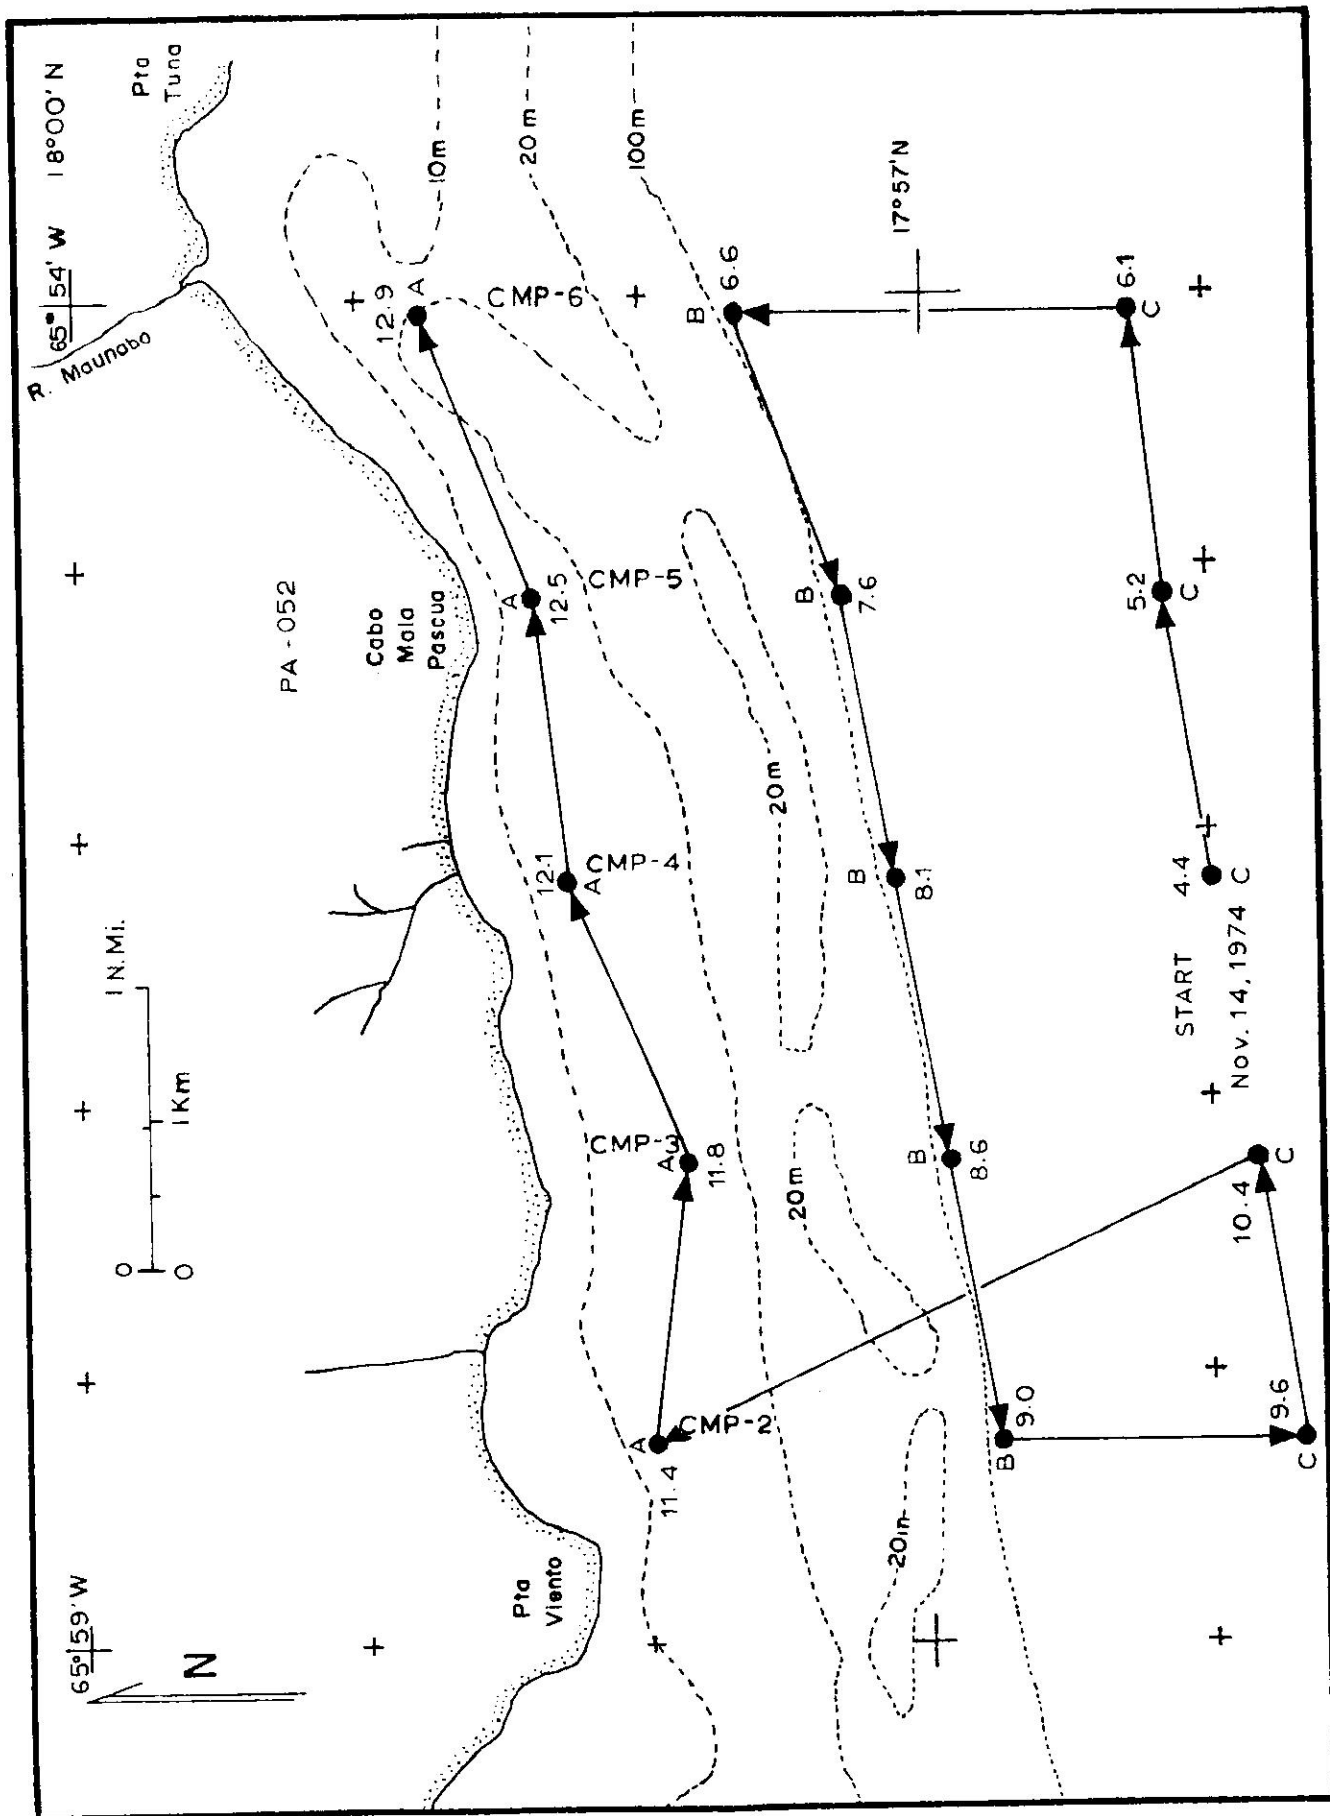 65°59'W
65° 54' W
18°00' N
N
0
1 N. Mi.
0
1 Km
Pta
Tuna
R. Maunabo
PA-052
Cabo
Mala
Pascua
Pta
Viento
10m
20m
100m
12.9
A
CMP-6
A
12.5
CMP-5
12.1
A
CMP-4
CMP-3
A
11.8
A
11.4
CMP-2
20m
20m
20m
B
6.6
B
7.6
B
8.1
B
8.6
B
9.0
17°57'N
6.1
C
5.2
C
4.4
C
START
Nov. 14, 1974
10.4
C
9.6
C